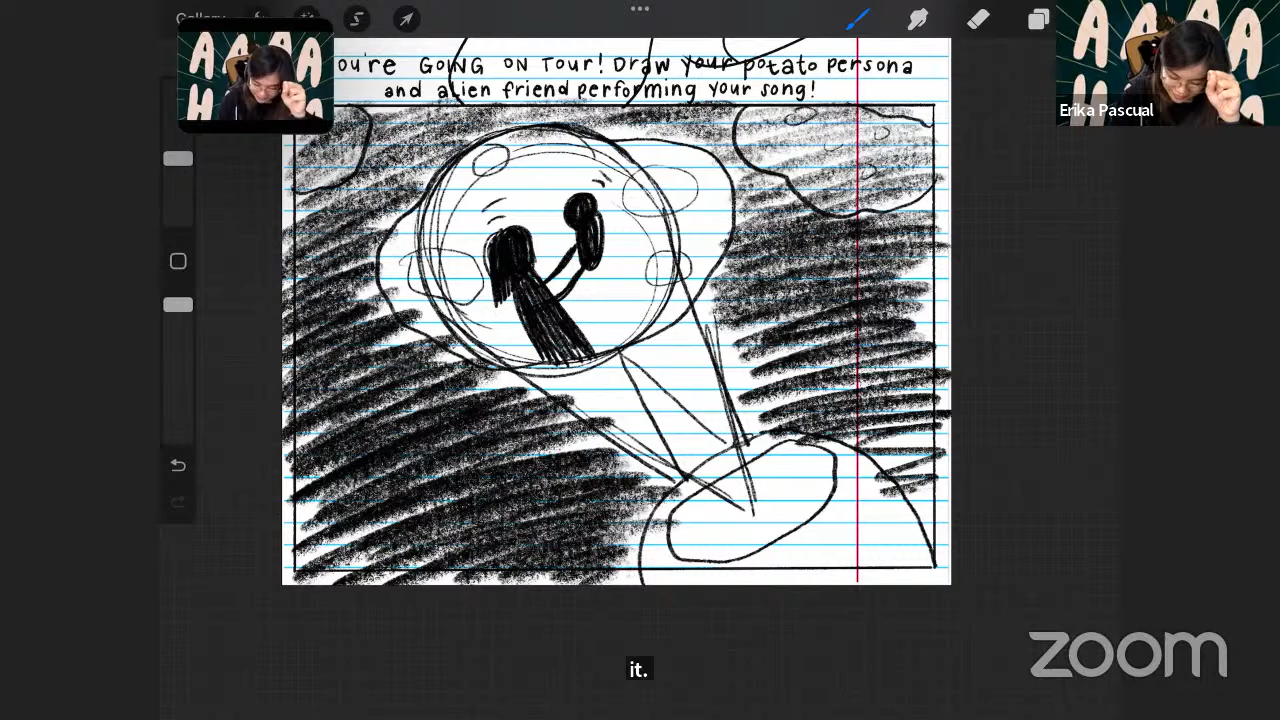 Gallery
ou're GOING ON TOUR! Draw your potato persona
and alien friend performing your song!
Erika Pascual
it.
zoom